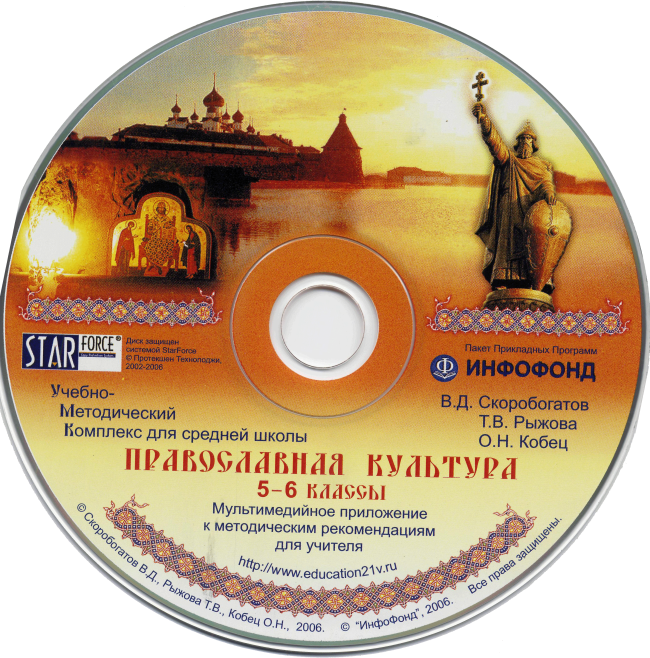 STAR FORCE®
Диск защищен
системой StarForce
© Протекшен Технолоджи,
2002-2006
Пакет Прикладных Программ
ИНФОФОНД
Учебно-
Методический
Комплекс для средней школы
В.Д. Скоробогатов
Т.В. Рыжова
О.Н. Кобец
ПРАВОСЛАВНАЯ КУЛЬТУРА
5-6 КЛАССЫ
Мультимедийное приложение
к методическим рекомендациям
для учителя
http://www.education21v.ru
© Скоробогатов В.Д., Рыжова Т.В., Кобец О.Н., 2006. © "ИнфоФонд", 2006. Все права защищены.